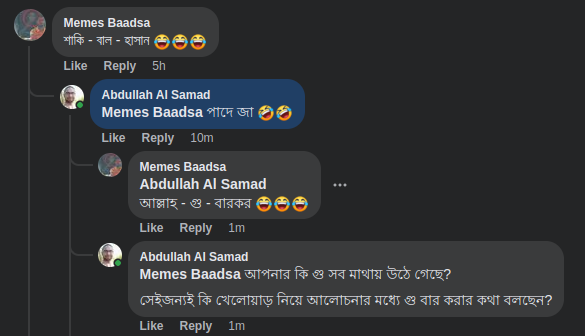 Memes Baadsa
শাকি - বাল - হাসান 😂😂😂
Like Reply 5h
Abdullah Al Samad
Memes Baadsa পাদে জা 🤣🤣
Like Reply 10m
Memes Baadsa
Abdullah Al Samad
আল্লাহ - গু - বারকর 😂😂😂
Like Reply 1m
Abdullah Al Samad
Memes Baadsa আপনার কি গু সব মাথায় উঠে গেছে?
সেইজন্যই কি খেলোয়াড় নিয়ে আলোচনার মধ্যে গু বার করার কথা বলছেন?
Like Reply 1m